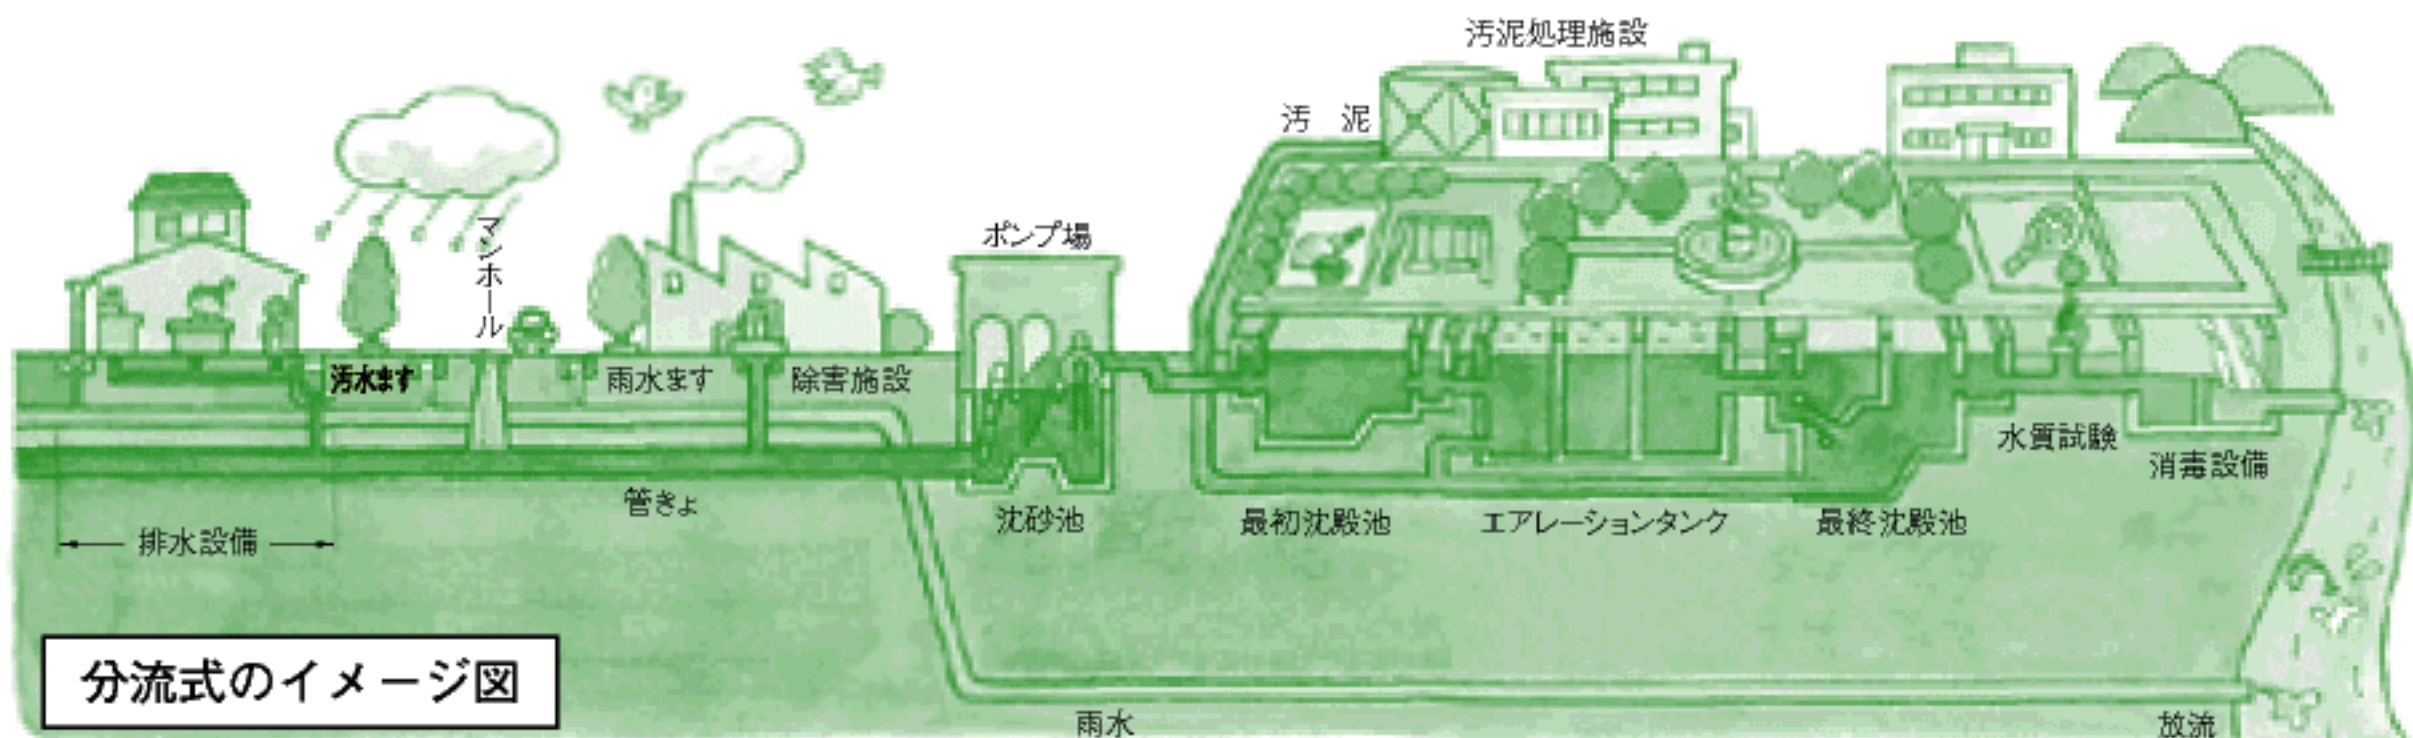 汚泥処理施設
汚 泥
マンホール
ポンプ場
汚水ます
雨水ます
除害施設
管きょ
排水設備
沈砂池
最初沈殿池
エアレーションタンク
最終沈殿池
水質試験
消毒設備
分流式のイメージ図
雨水
放流